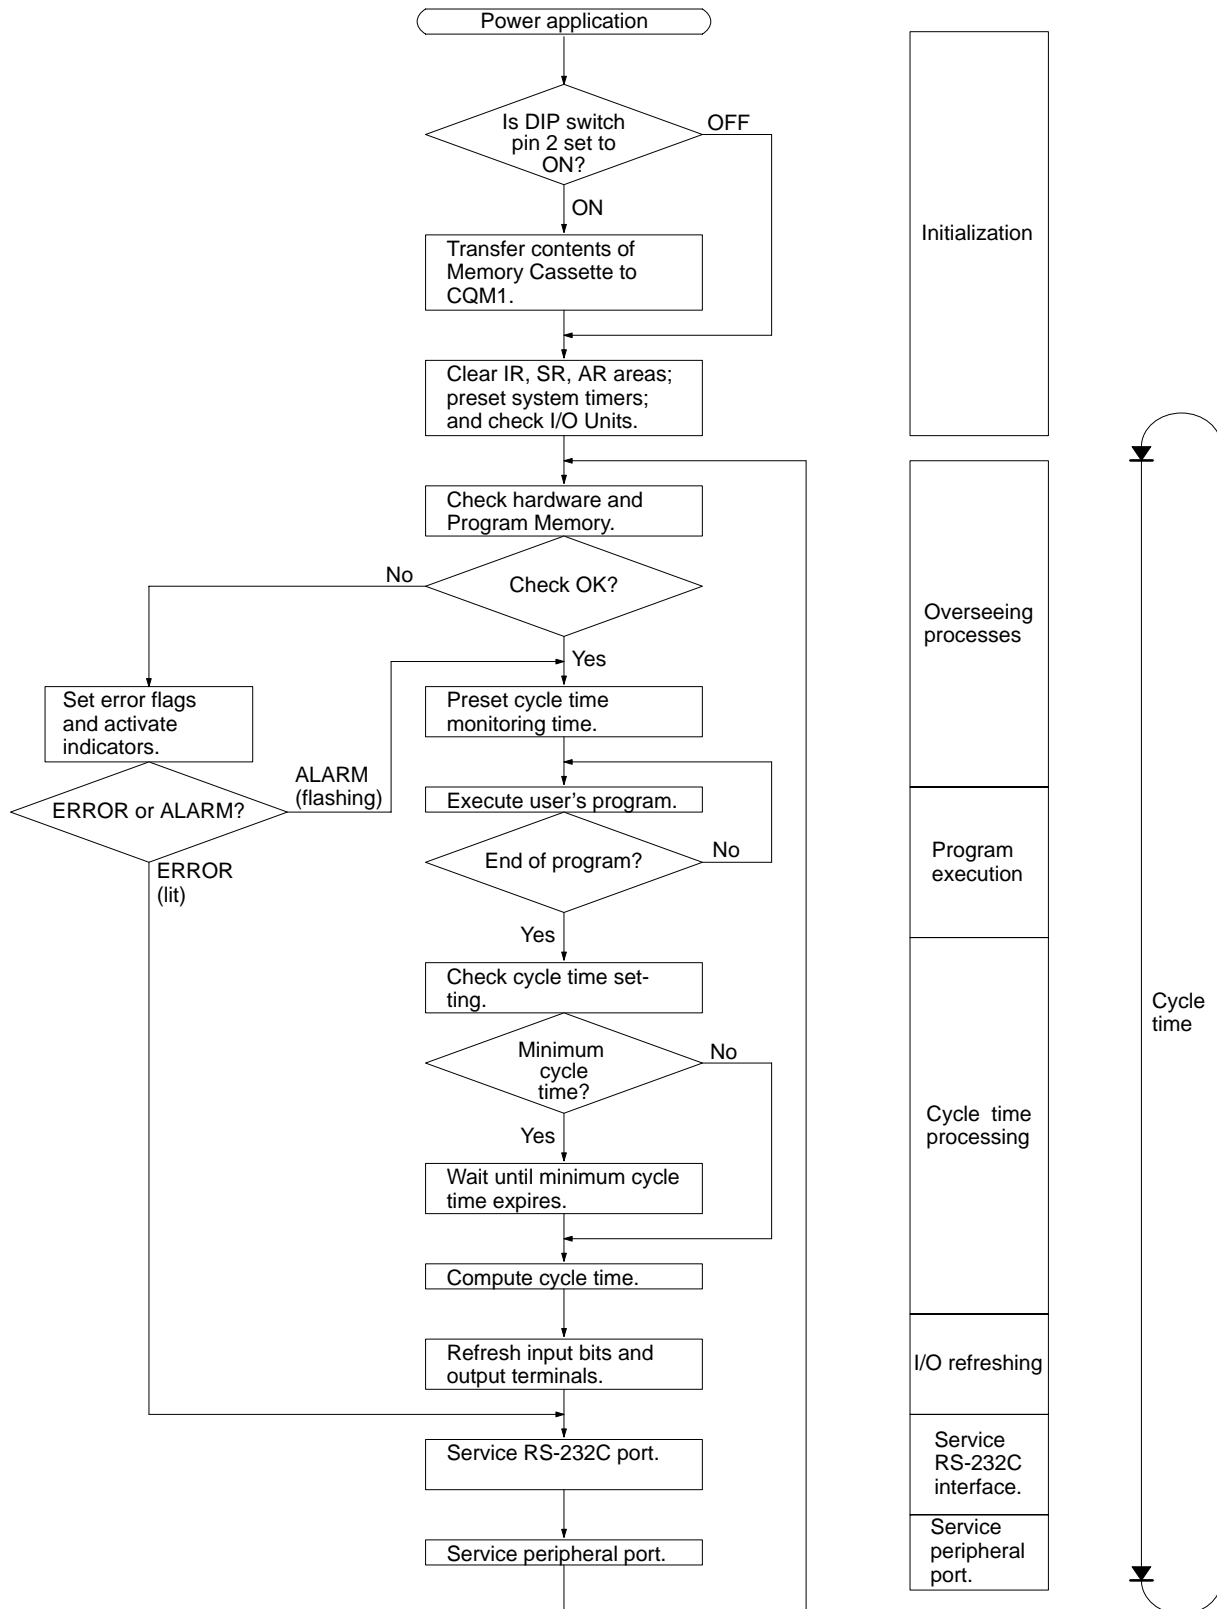 Power application
Is DIP switch
pin 2 set to
ON?
OFF
ON
Transfer contents of
Memory Cassette to
CQM1.
Clear IR, SR, AR areas;
preset system timers;
and check I/O Units.
Check hardware and
Program Memory.
Check OK?
No
Yes
Set error flags
and activate
indicators.
ERROR or ALARM?
ALARM
(flashing)
ERROR
(lit)
Preset cycle time
monitoring time.
Execute user's program.
End of program?
No
Yes
Check cycle time set-
ting.
Minimum
cycle
time?
No
Yes
Wait until minimum cycle
time expires.
Compute cycle time.
Refresh input bits and
output terminals.
Service RS-232C port.
Service peripheral port.
Initialization
Overseeing
processes
Program
execution
Cycle time
processing
I/O refreshing
Service
RS-232C
interface.
Service
peripheral
port.
Cycle
time